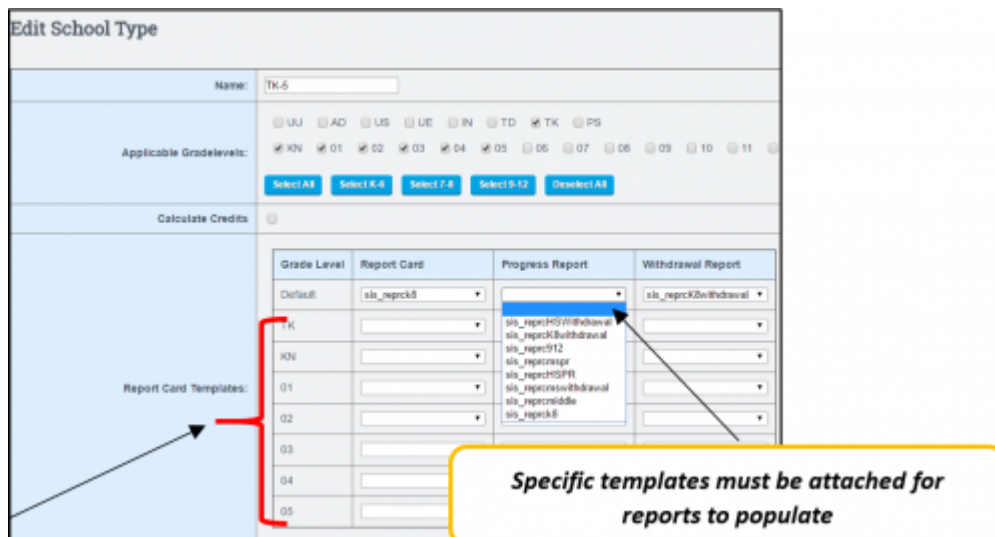 Edit School Type
Name: TK-5
UU AD US UE IN TD TK PS
Applicable Gradelevels: KN 01 02 03 04 05 06 07 08 09 10 11
Select All Select K-6 Select 7-8 Select 9-12 Deselect All
Calculate Credits
Grade Level Report Card Progress Report Withdrawal Report
Default sis_reprck8 sis_reprcK8withdrawal
TK
sis_reprcHSWithdrawal
sis_reprcK8withdrawal
KN
sis_reprc912
sis_reprcmspr
sis_reprcHSPR
Report Card Templates: 01
sis_reprcmswithdrawal
sis_reprcmiddle
02
sis_reprck8
03
04
05
Specific templates must be attached for
reports to populate